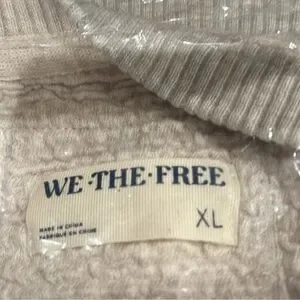 WE·THE·FREE
XL
MADE IN CHINA
FABRIQUÉ EN CHINE